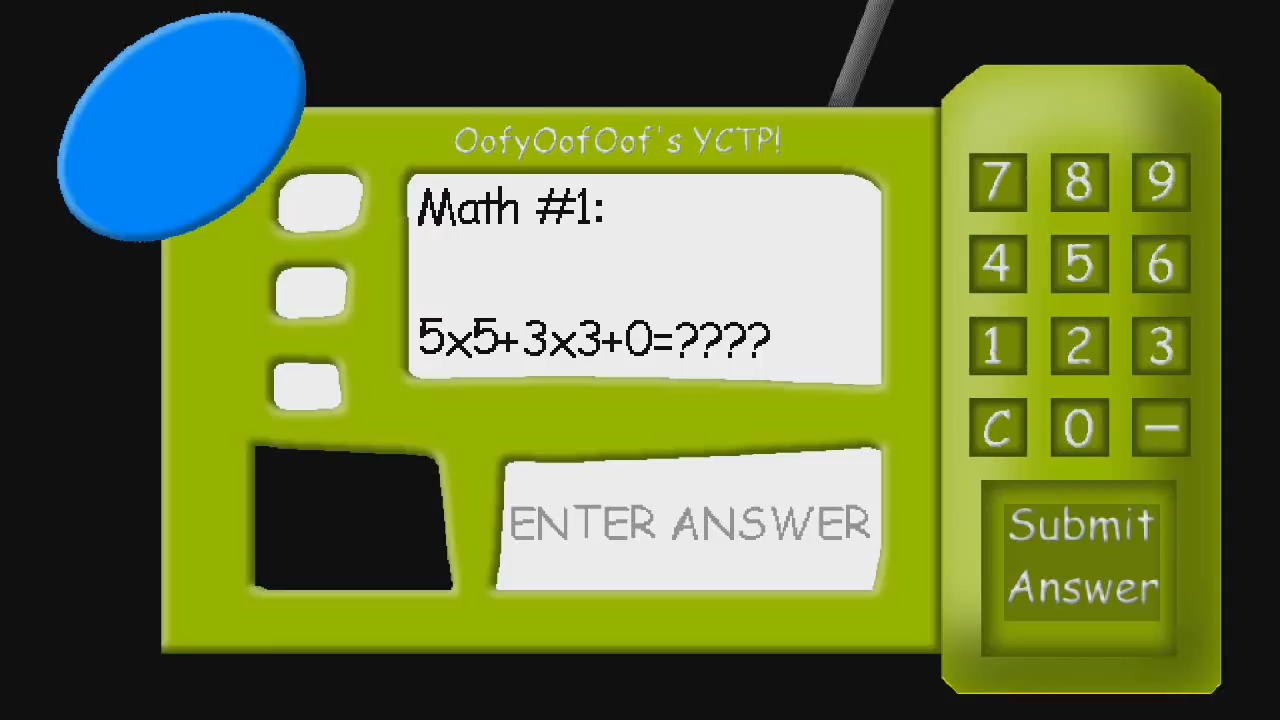 OofyOofOof's YCTP!
Math #1:
5x5+3x3+0=????
ENTER ANSWER
7 8 9
4 5 6
1 2 3
C 0 —
Submit
Answer